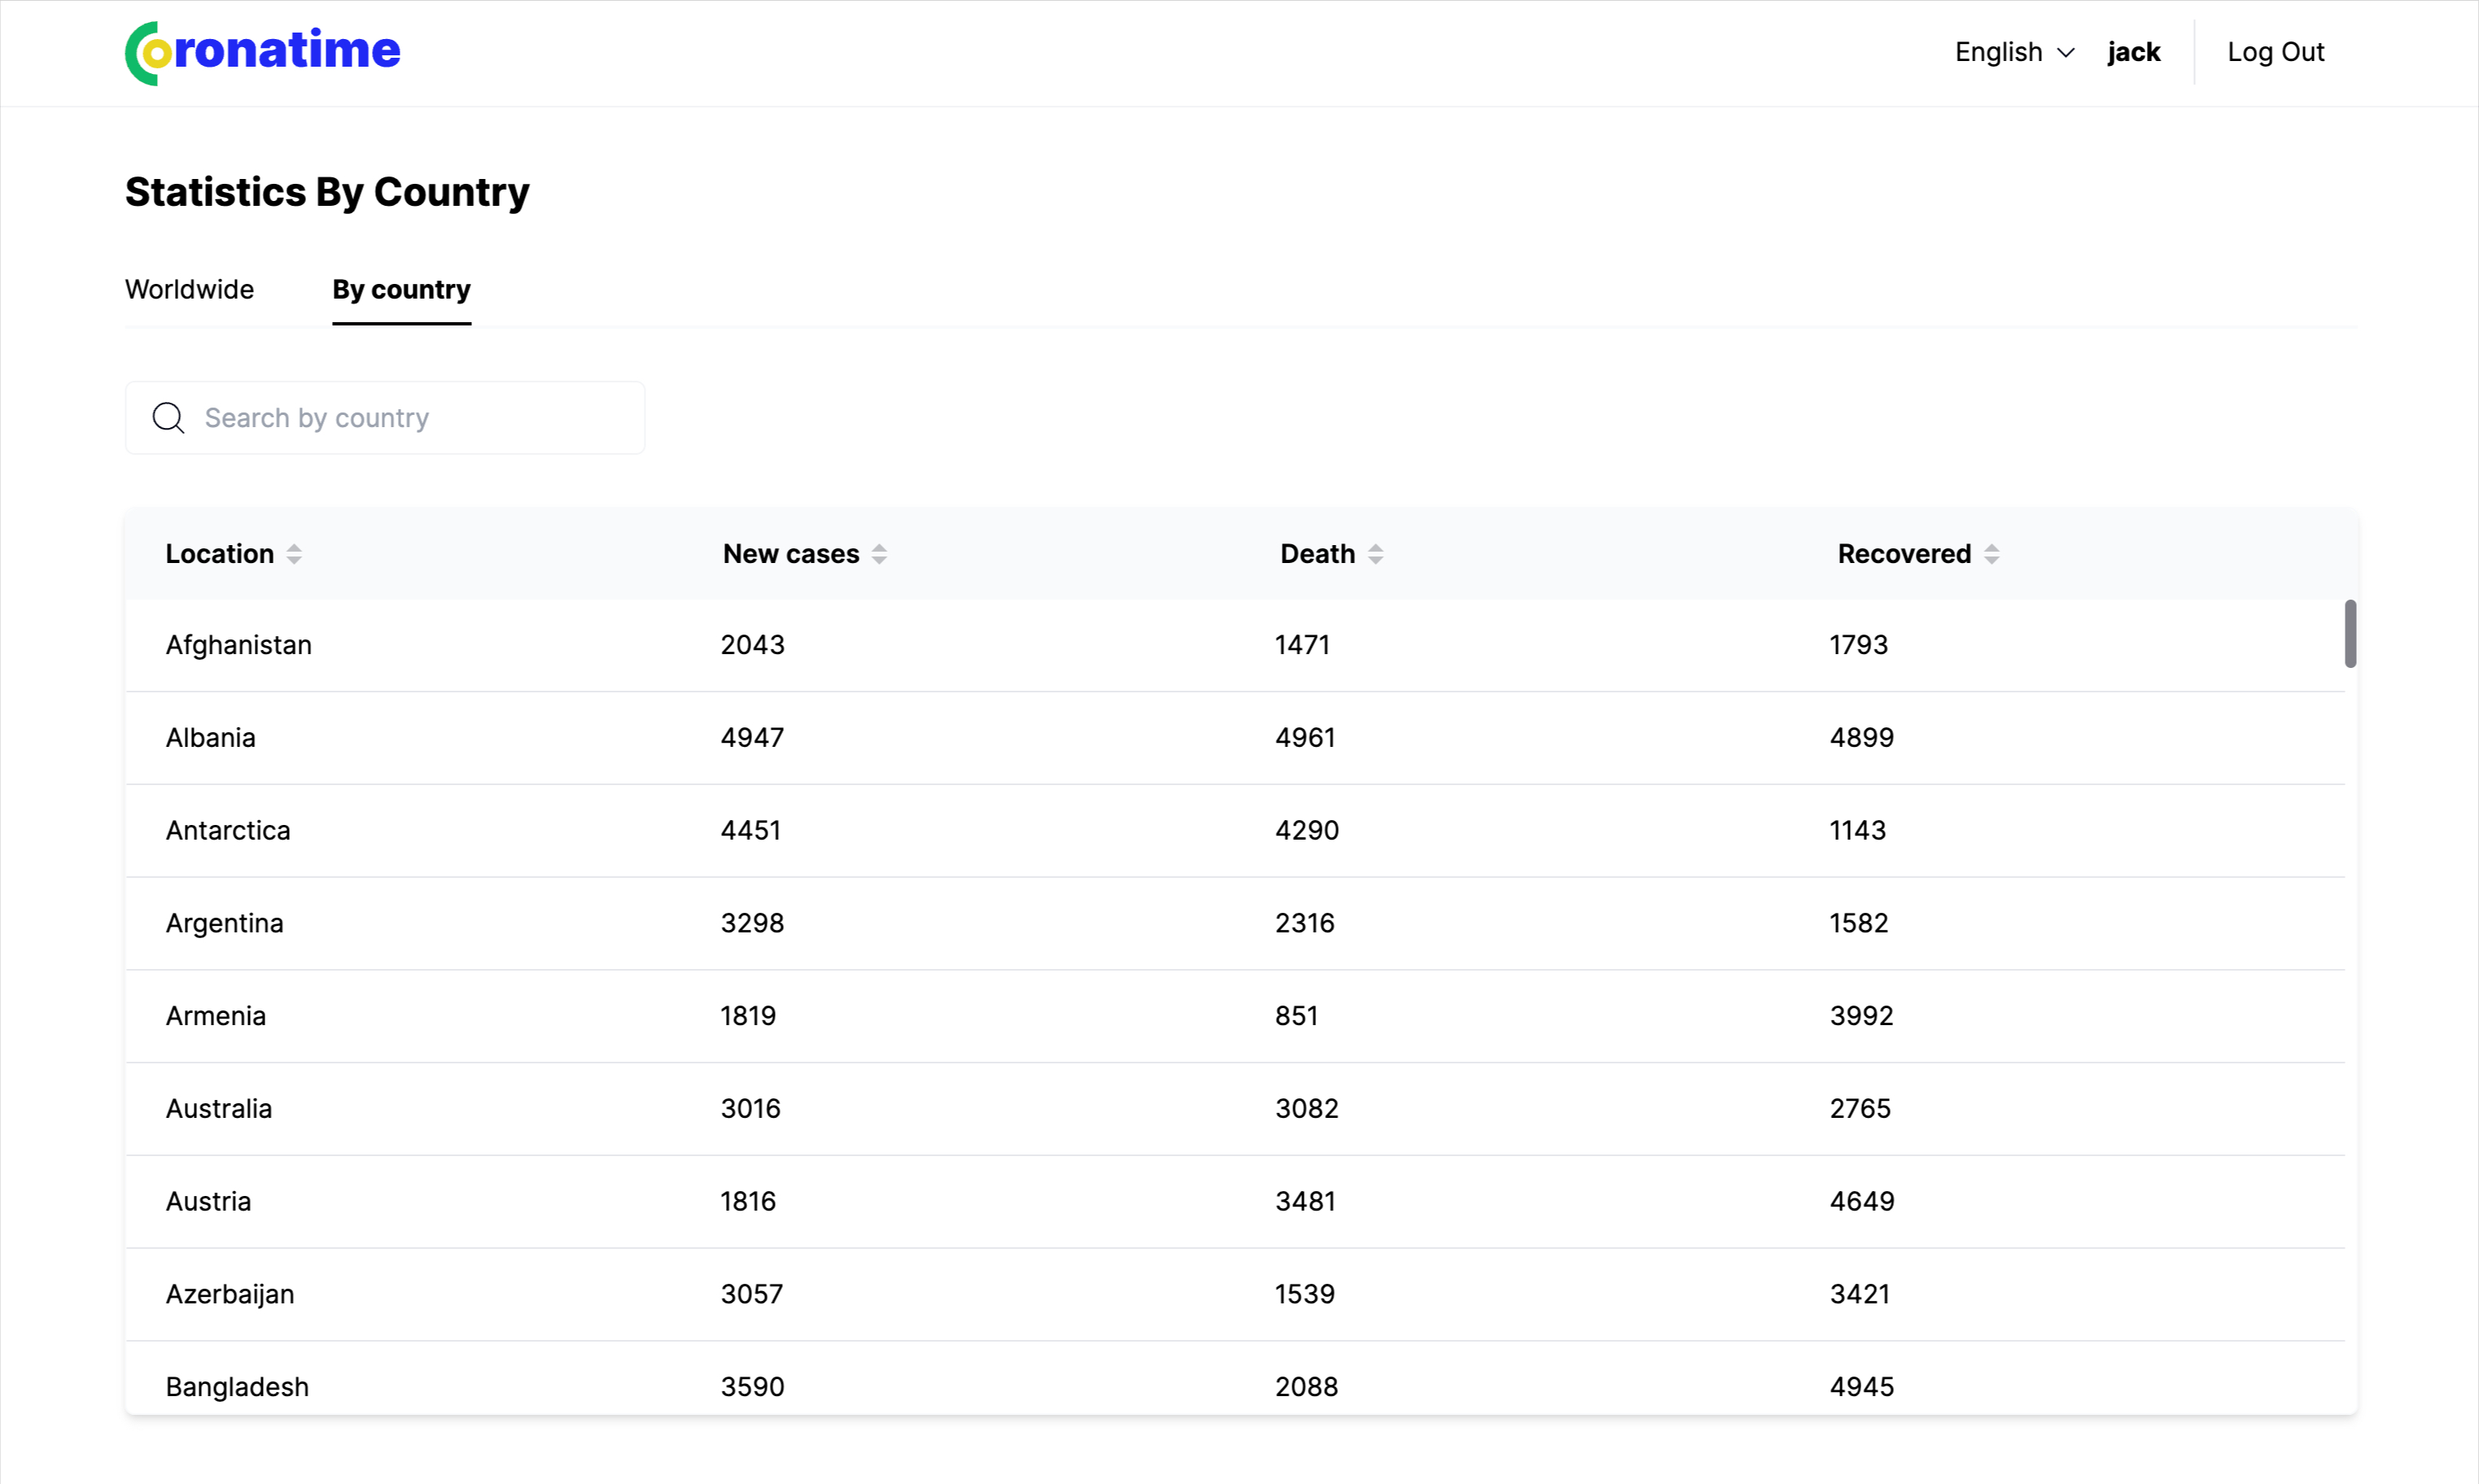 Coronatime
English jack Log Out
Statistics By Country
Worldwide By country
Search by country
Location New cases Death Recovered
Afghanistan 2043 1471 1793
Albania 4947 4961 4899
Antarctica 4451 4290 1143
Argentina 3298 2316 1582
Armenia 1819 851 3992
Australia 3016 3082 2765
Austria 1816 3481 4649
Azerbaijan 3057 1539 3421
Bangladesh 3590 2088 4945